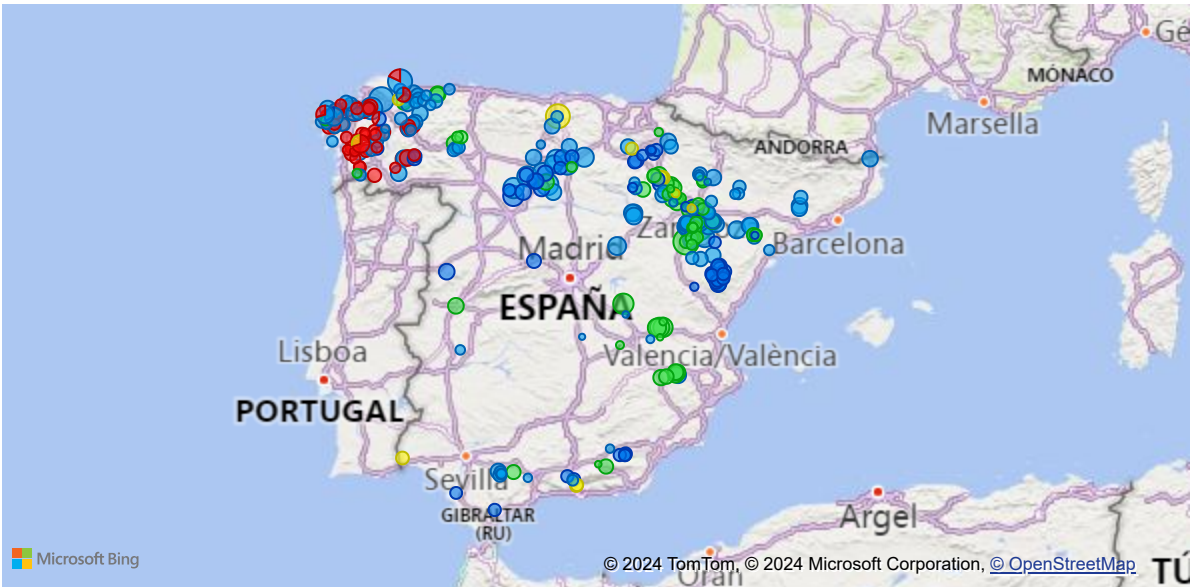 Gé
MÓNACO
Marsella
ANDORRA
Zar
Barcelona
Madrid
ESPAÑA
Lisboa
Valencia/València
PORTUGAL
Sevilla
GIBRALTAR
(RU)
Argel
Orán
TÚ
Microsoft Bing
© 2024 TomTom, © 2024 Microsoft Corporation, © OpenStreetMap